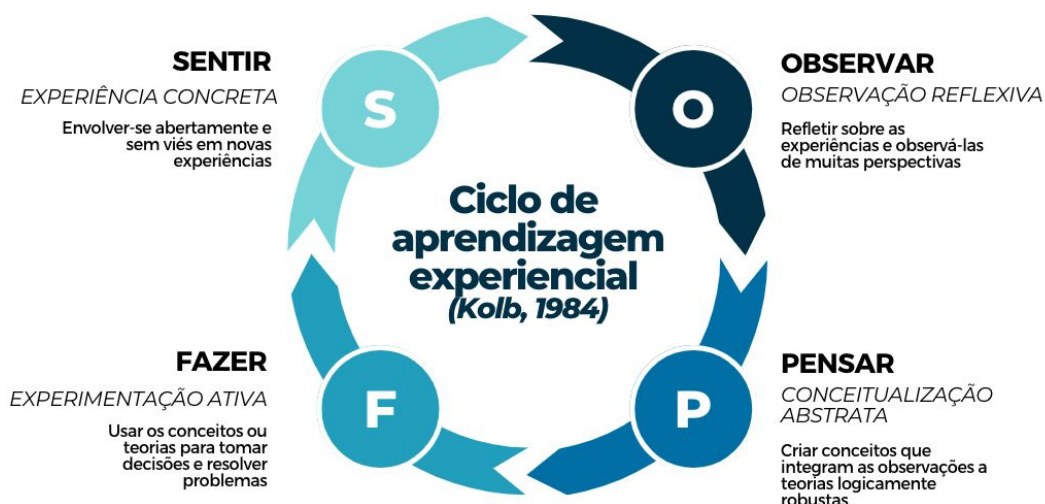 SENTIR
EXPERIÊNCIA CONCRETA
Envolver-se abertamente e
sem viés em novas
experiências
S
O
OBSERVAR
OBSERVAÇÃO REFLEXIVA
Refletir sobre as
experiências e observá-las
de muitas perspectivas
Ciclo de
aprendizagem
experiencial
(Kolb, 1984)
FAZER
EXPERIMENTAÇÃO ATIVA
Usar os conceitos ou
teorias para tomar
decisões e resolver
problemas
F
P
PENSAR
CONCEITUALIZAÇÃO
ABSTRATA
Criar conceitos que
integram as observações a
teorias logicamente
robustas